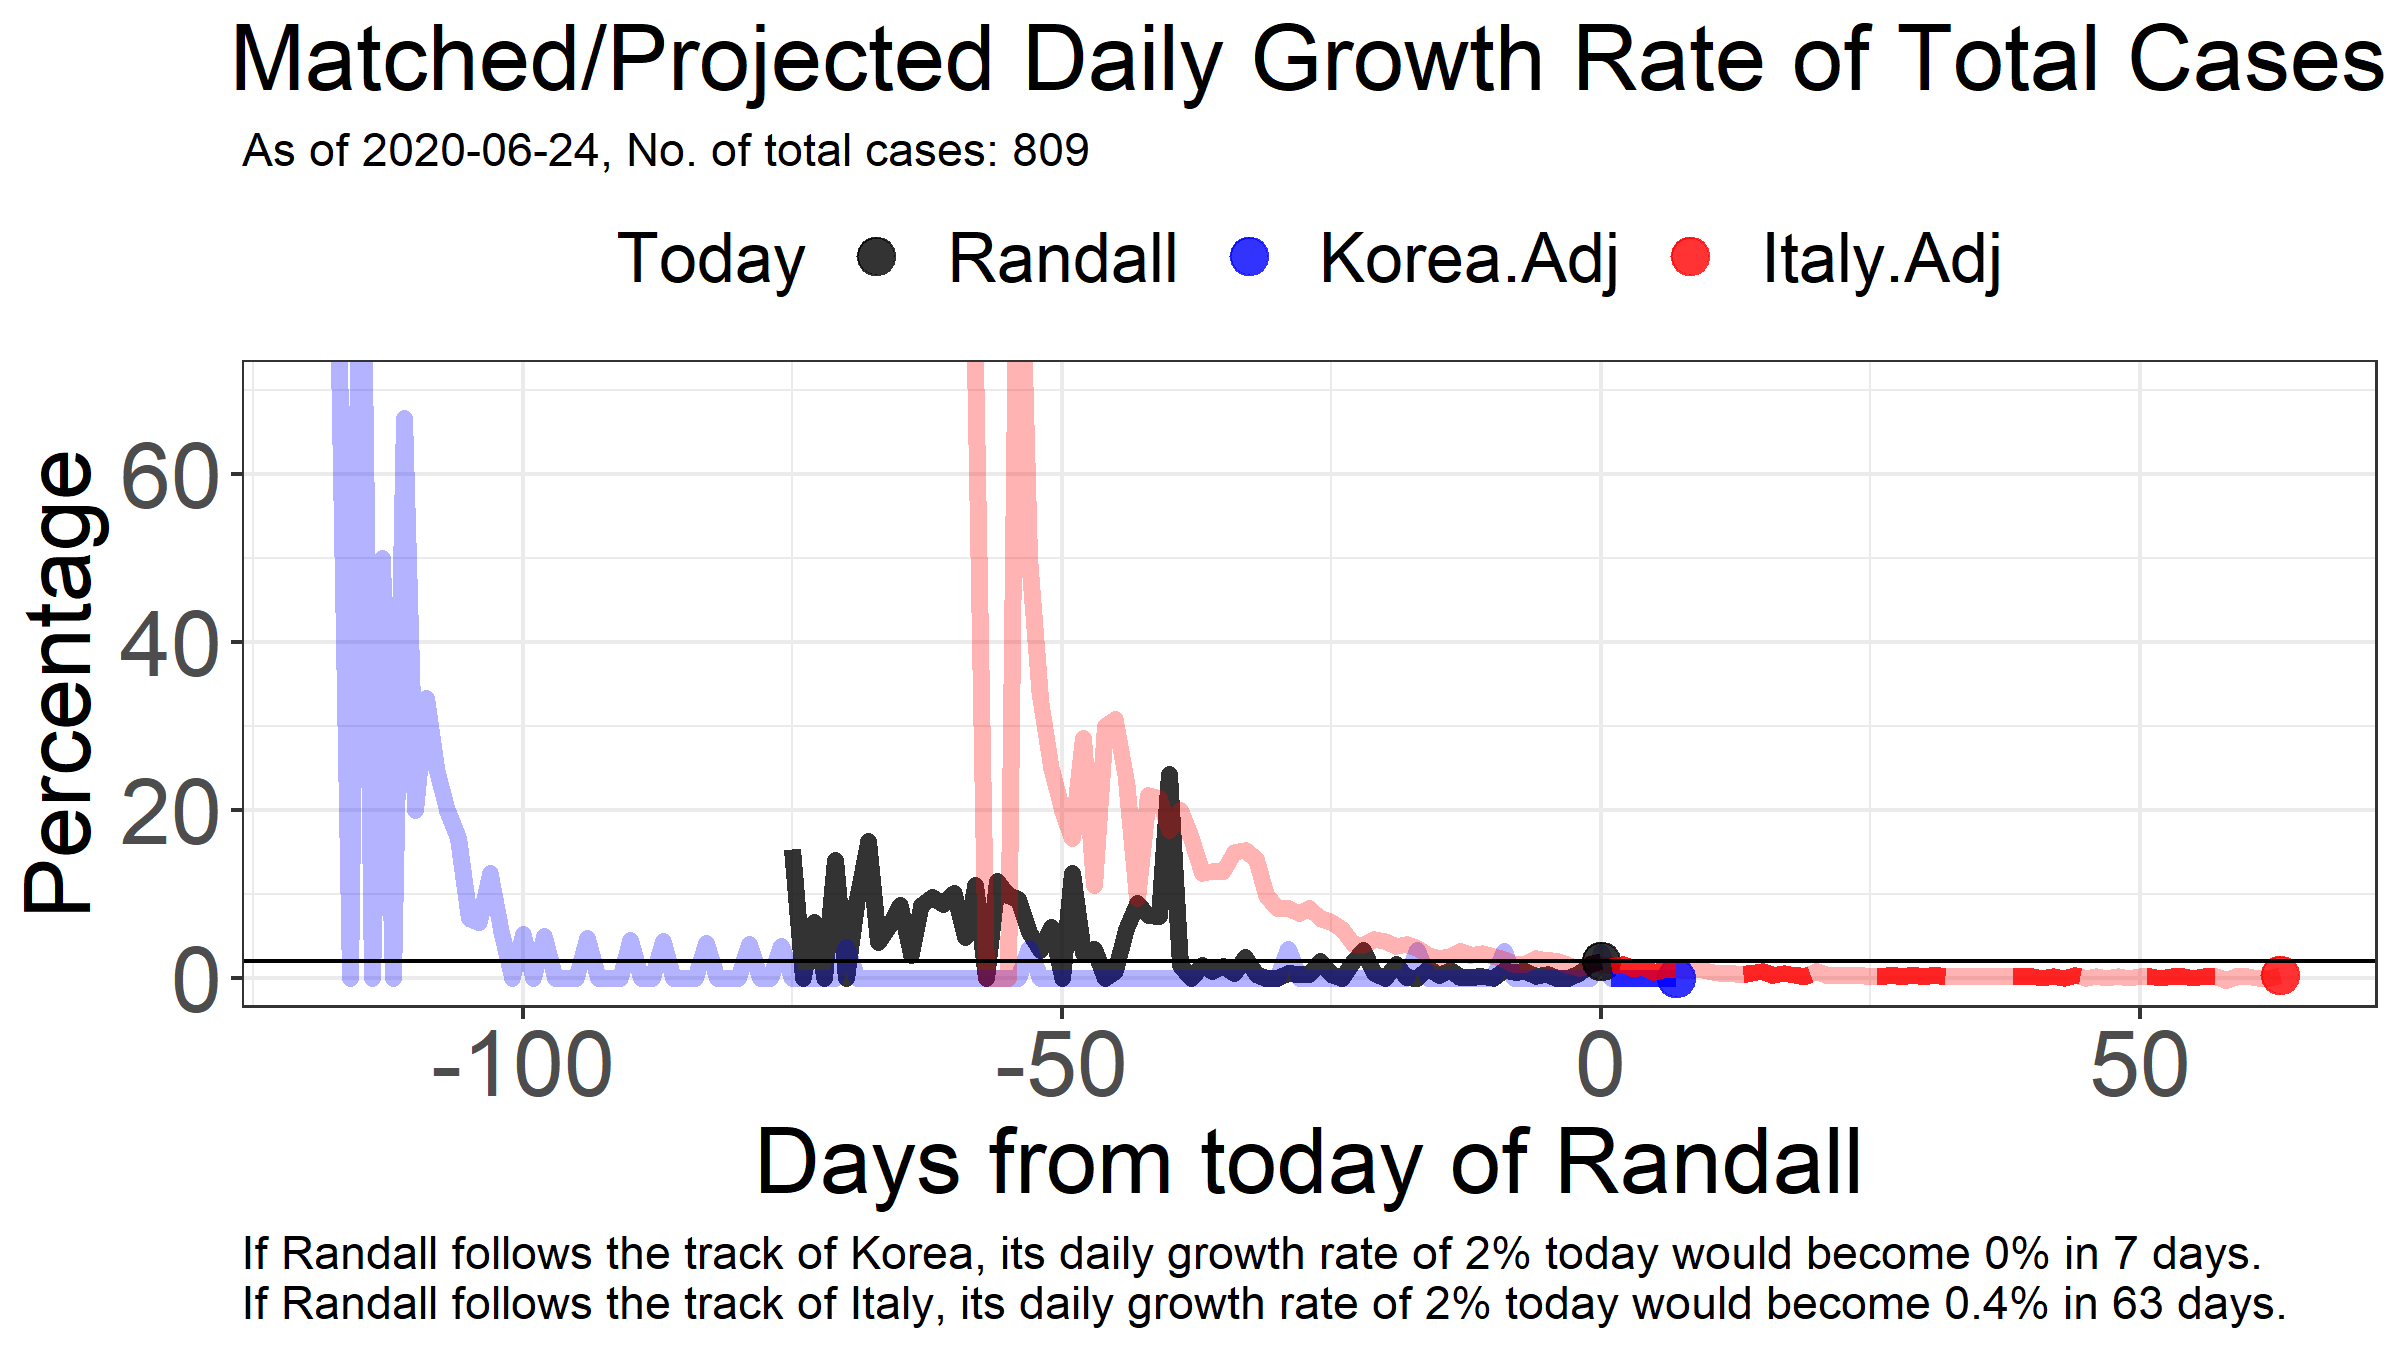 Matched/Projected Daily Growth Rate of Total Cases
As of 2020-06-24, No. of total cases: 809
Today Randall Korea.Adj Italy.Adj
Percentage
60
40
20
0
-100 -50 0 50
Days from today of Randall
If Randall follows the track of Korea, its daily growth rate of 2% today would become 0% in 7 days.
If Randall follows the track of Italy, its daily growth rate of 2% today would become 0.4% in 63 days.